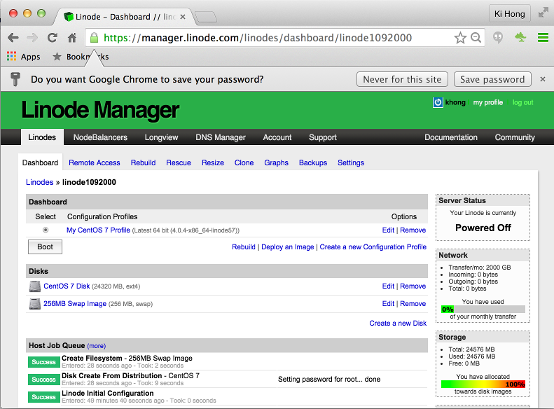 Linode - Dashboard // lino
Ki Hong
https://manager.linode.com/linodes/dashboard/linode1092000
Apps Bookmarks
Do you want Google Chrome to save your password? Never for this site Save password
Linode Manager
khong my profile log out
Linodes NodeBalancers Longview DNS Manager Account Support Documentation Community
Dashboard Remote Access Rebuild Rescue Resize Clone Graphs Backups Settings
Linodes » linode1092000
Dashboard
Select Configuration Profiles Options
My CentOS 7 Profile (Latest 64 bit (4.0.4-x86_64-linode57)) Edit | Remove
Boot Rebuild | Deploy an Image | Create a new Configuration Profile
Disks
CentOS 7 Disk (24320 MB, ext4) Edit | Remove
256MB Swap Image (256 MB, swap) Edit | Remove
Create a new Disk
Host Job Queue (more)
Success Create Filesystem - 256MB Swap Image
Entered: 28 seconds ago - Took: 2 seconds
Success Disk Create From Distribution - CentOS 7 Setting password for root... done
Entered: 28 seconds ago - Took: 9 seconds
Success Linode Initial Configuration
Entered: 49 minutes 40 seconds ago - Took: 0 seconds
Server Status
Your Linode is currently
Powered Off
Network
Transfer/mo: 2000 GB
Incoming: 0 bytes
Outgoing: 0 bytes
Total: 0 bytes
You have used
0%
of your monthly transfer
Storage
Total: 24576 MB
Used: 24576 MB
Free: 0 MB
You have allocated
100%
towards disk images